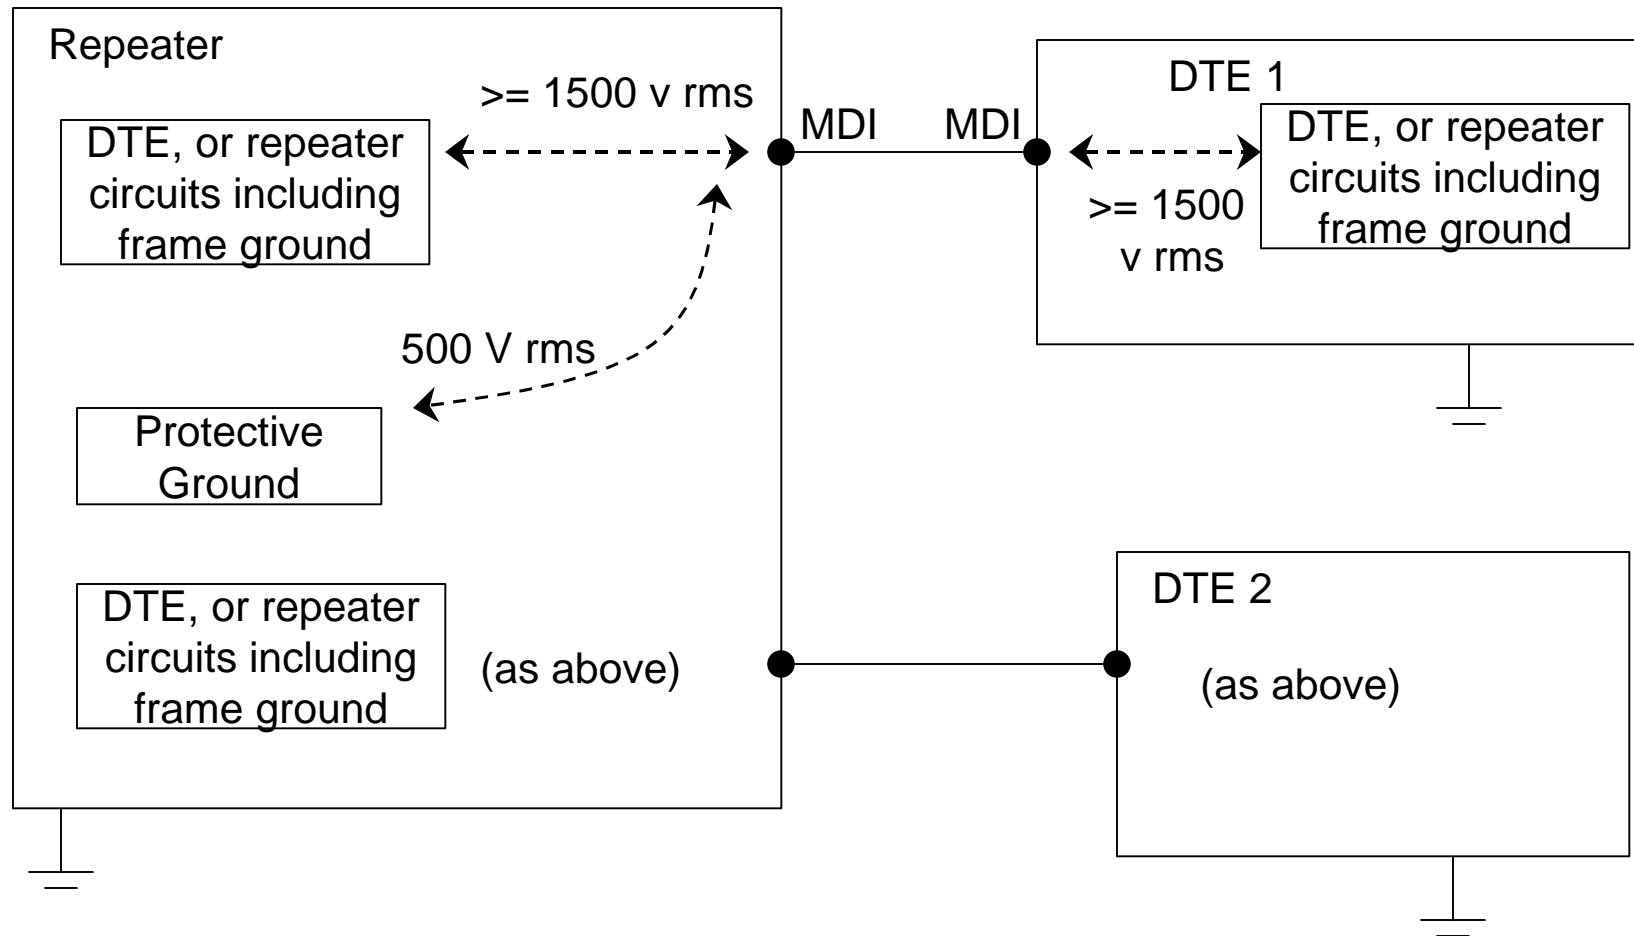 Repeater
>= 1500 v rms
DTE, or repeater
circuits including
frame ground
500 V rms
Protective
Ground
DTE, or repeater
circuits including
frame ground
(as above)
MDI
MDI
DTE 1
>= 1500
v rms
DTE, or repeater
circuits including
frame ground
DTE 2
(as above)